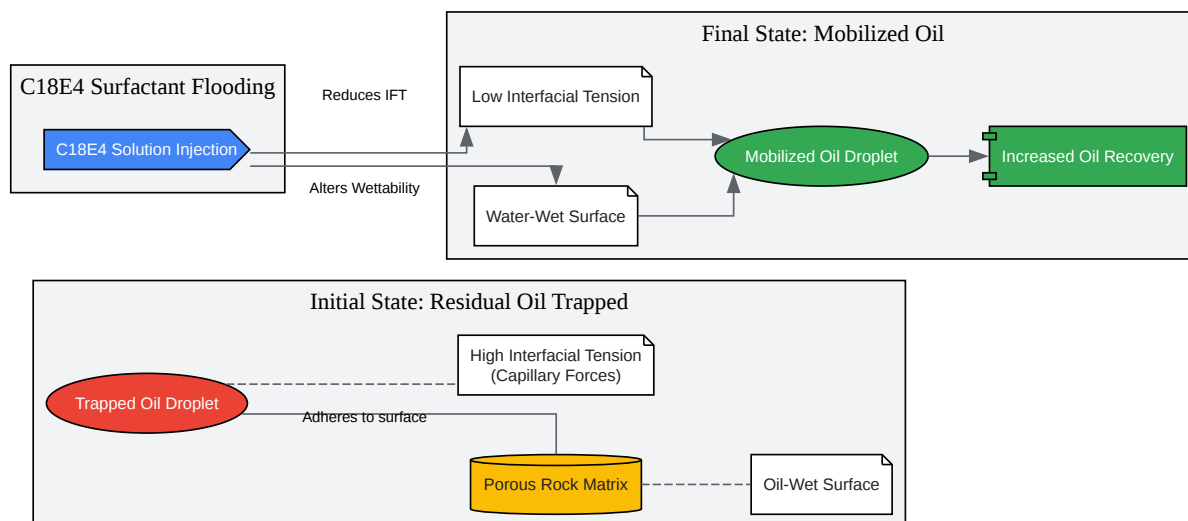 C18E4 Surfactant Flooding
C18E4 Solution Injection
Reduces IFT
Alters Wettability
Final State: Mobilized Oil
Low Interfacial Tension
Water-Wet Surface
Mobilized Oil Droplet
Increased Oil Recovery
Initial State: Residual Oil Trapped
Trapped Oil Droplet
High Interfacial Tension
(Capillary Forces)
Adheres to surface
Porous Rock Matrix
Oil-Wet Surface